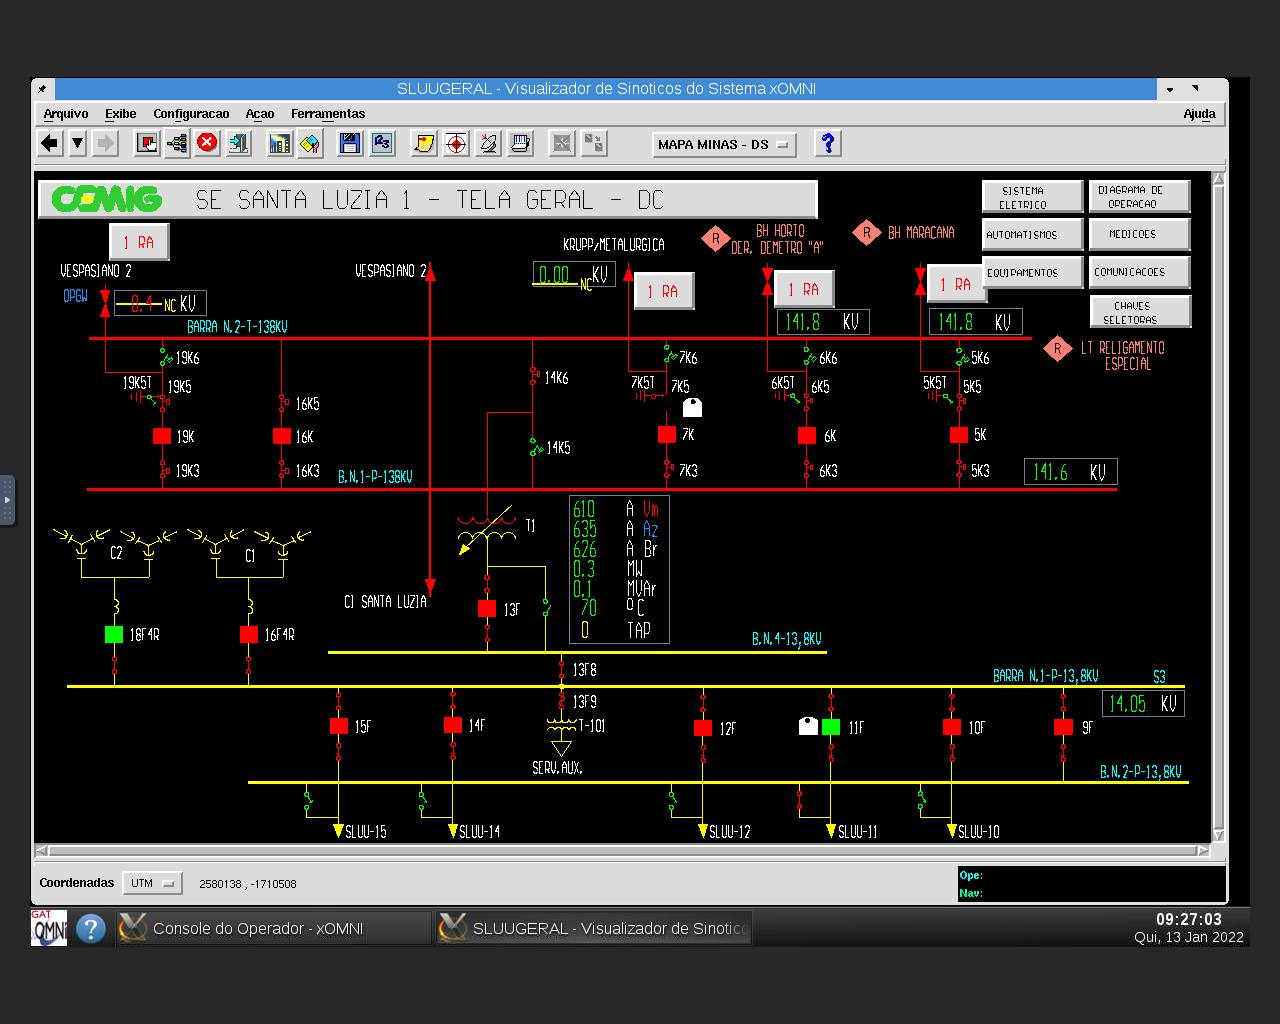 SLUUGERAL - Visualizador de Sinoticos do Sistema xOMNI
Arquivo Exibe Configuracao Acao Ferramentas Ajuda
MAPA MINAS - DS
CEMIG SE SANTA LUZIA 1 - TELA GERAL - DC
SISTEMA ELETRICO
DIAGRAMA DE OPERACAO
AUTOMATISMOS
MEDICOES
EQUIPAMENTOS
COMUNICACOES
CHAVES SELETORAS
1 RA
VESPASIANO 2
OPGW
0.4 NC KV
VESPASIANO 2
KRUPP/METALURGICA
0.00 NC KV
1 RA
R BH HORTO
DER. DEMETRO "A"
1 RA
141.8 KV
R BH MARACANA
1 RA
141.8 KV
R LT RELIGAMENTO
ESPECIAL
BARRA N.2-T-138KV
19K6 14K6 7K6 6K6 5K6
19K5T 19K5 16K5 7K5T 7K5 6K5T 6K5 5K5T 5K5
19K 16K 14K5 7K 6K 5K
19K3 16K3 7K3 6K3 5K3
B.N.1-P-138KV
141.6 KV
T1
610 A Vm
635 A Az
626 A Br
0.3 MW
0.1 MVAr
70 ºC
0 TAP
C2 C1
CI SANTA LUZIA
13F
18F4R 16F4R
B.N.4-13,8KV
13F8
BARRA N.1-P-13,8KV S3
14.05 KV
13F9
15F 14F T-101 12F 11F 10F 9F
SERV.AUX.
B.N.2-P-13,8KV
SLUU-15 SLUU-14 SLUU-12 SLUU-11 SLUU-10
Coordenadas UTM 2580138 , -1710508
Ope:
Nav:
GAT
OMNI
? Console do Operador - xOMNI
SLUUGERAL - Visualizador de Sinotico
09:27:03
Qui, 13 Jan 2022